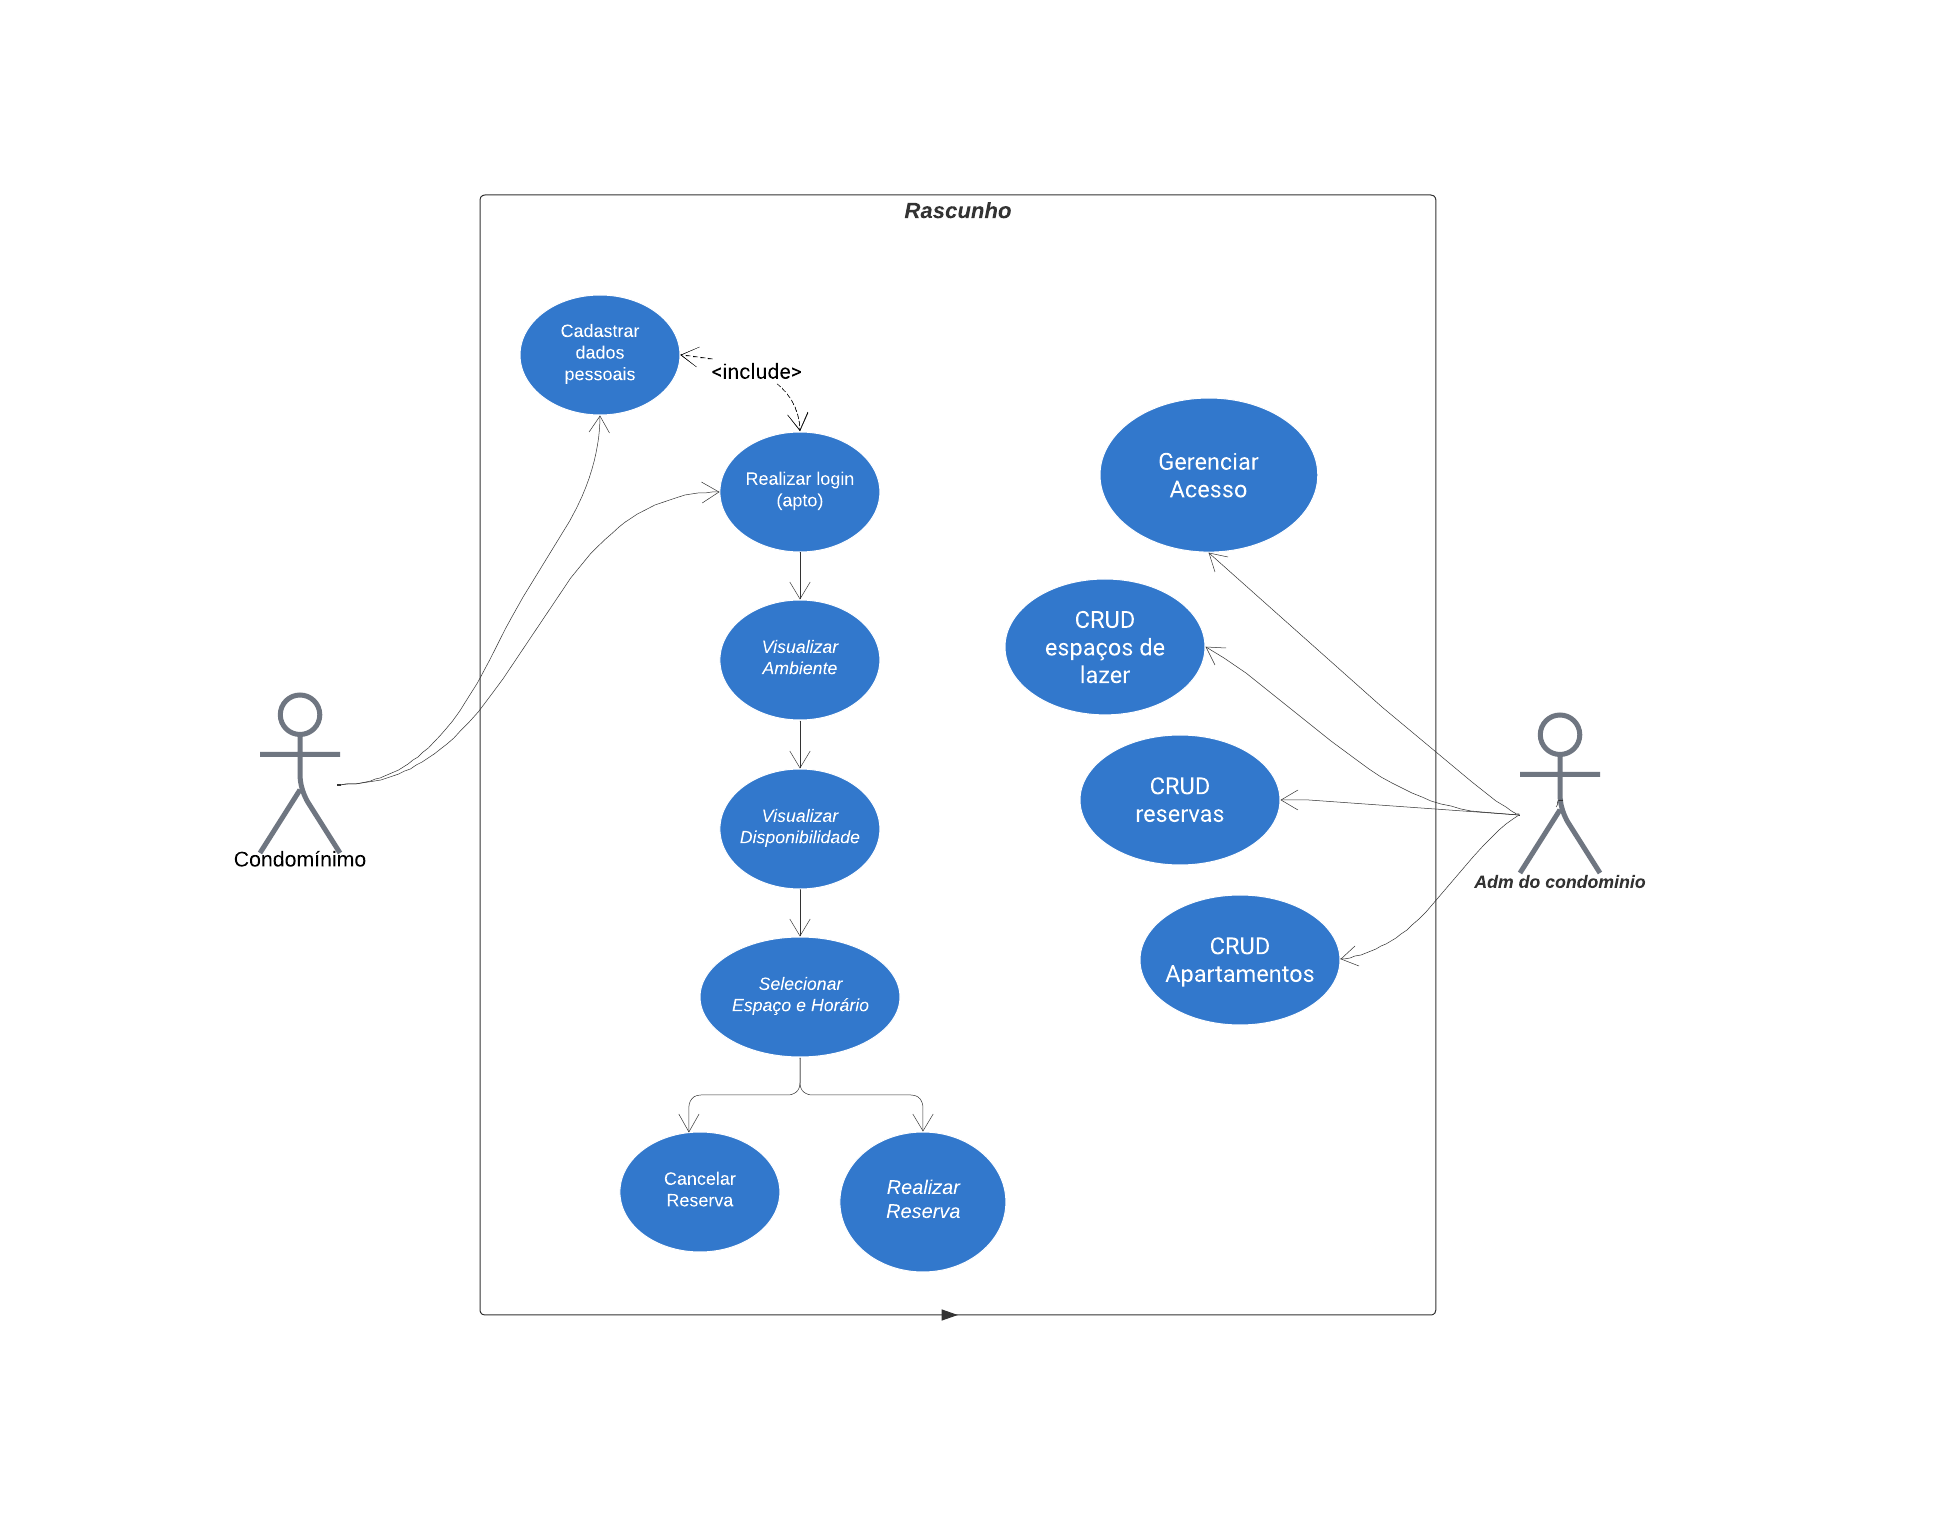 Rascunho
Cadastrar
dados
pessoais
<include>
Realizar login
(apto)
Visualizar
Ambiente
Visualizar
Disponibilidade
Selecionar
Espaço e Horário
Cancelar
Reserva
Realizar
Reserva
Gerenciar
Acesso
CRUD
espaços de
lazer
CRUD
reservas
CRUD
Apartamentos
Condomínimo
Adm do condominio